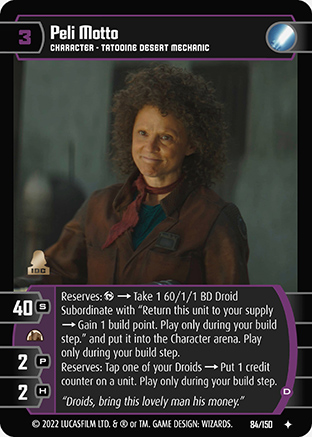 3 Peli Motto
CHARACTER - TATOOINE DESERT MECHANIC
Reserves: → Take 1 60/1/1 BD Droid
Subordinate with “Return this unit to your supply
→ Gain 1 build point. Play only during your build
step.” and put it into the Character arena. Play
only during your build step.
Reserves: Tap one of your Droids → Put 1 credit
counter on a unit. Play only during your build step.
“Droids, bring this lovely man his money.”
40 S
2 P
2 H
D
© 2022 LUCASFILM LTD. & ® or TM. GAME DESIGN: WIZARDS. 84/150